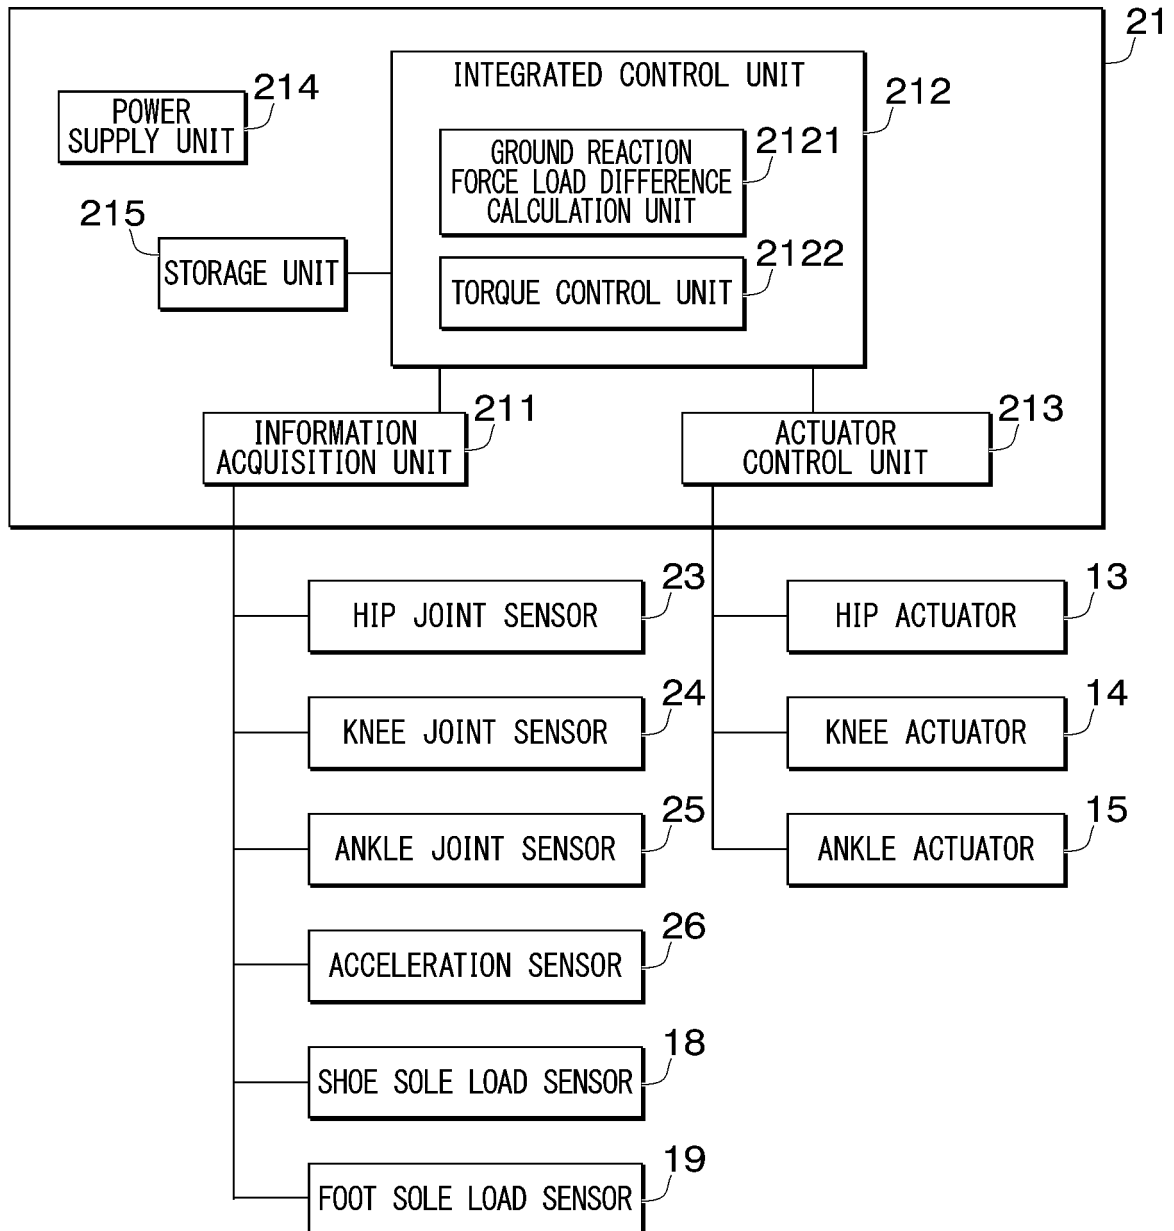 21
INTEGRATED CONTROL UNIT
212
POWER
SUPPLY UNIT
214
GROUND REACTION
FORCE LOAD DIFFERENCE
CALCULATION UNIT
2121
215
STORAGE UNIT
TORQUE CONTROL UNIT
2122
INFORMATION
ACQUISITION UNIT
211
ACTUATOR
CONTROL UNIT
213
HIP JOINT SENSOR
23
HIP ACTUATOR
13
KNEE JOINT SENSOR
24
KNEE ACTUATOR
14
ANKLE JOINT SENSOR
25
ANKLE ACTUATOR
15
ACCELERATION SENSOR
26
SHOE SOLE LOAD SENSOR
18
FOOT SOLE LOAD SENSOR
19